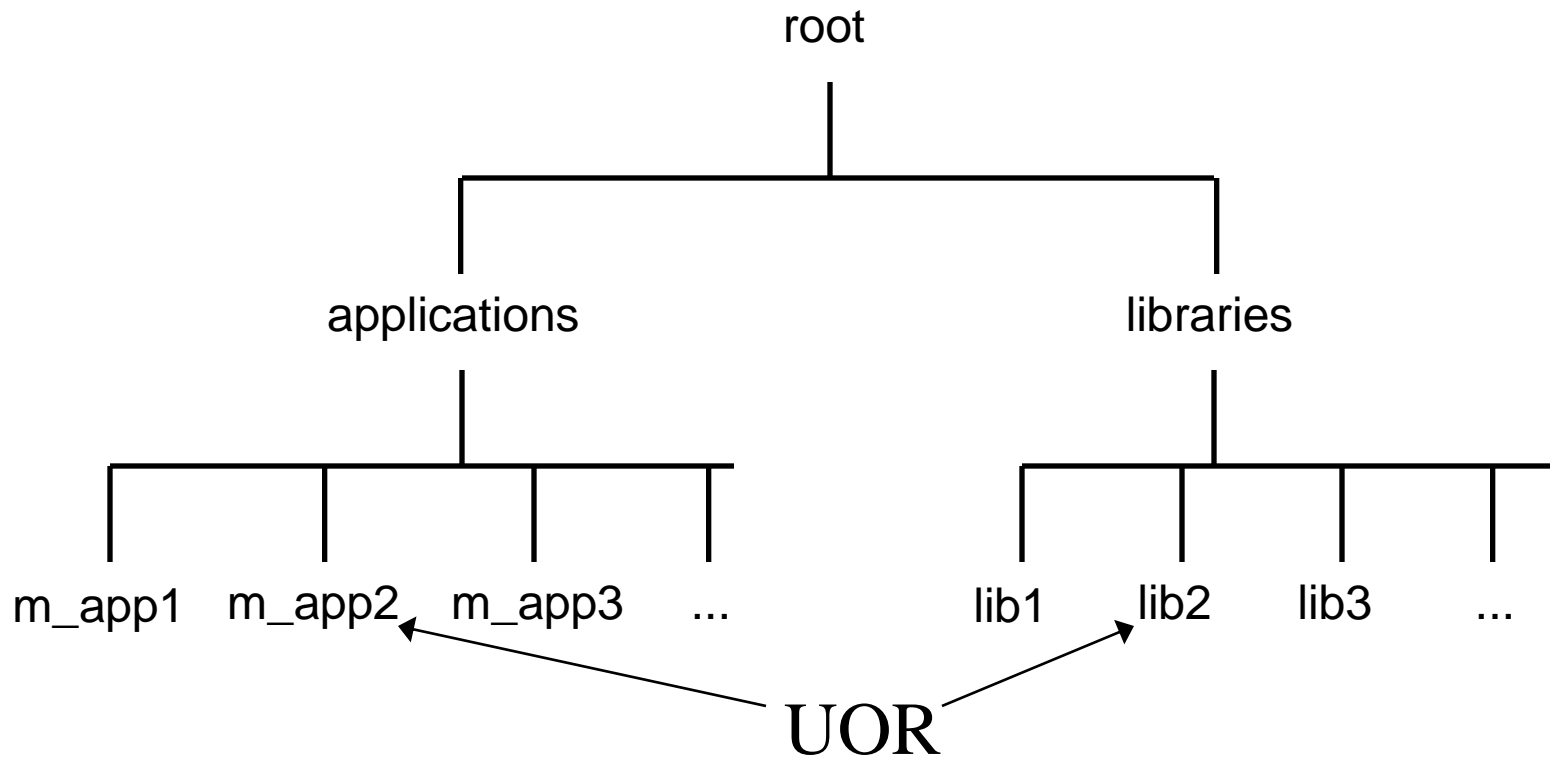 root
applications libraries
m_app1 m_app2 m_app3 ... lib1 lib2 lib3 ...
UOR